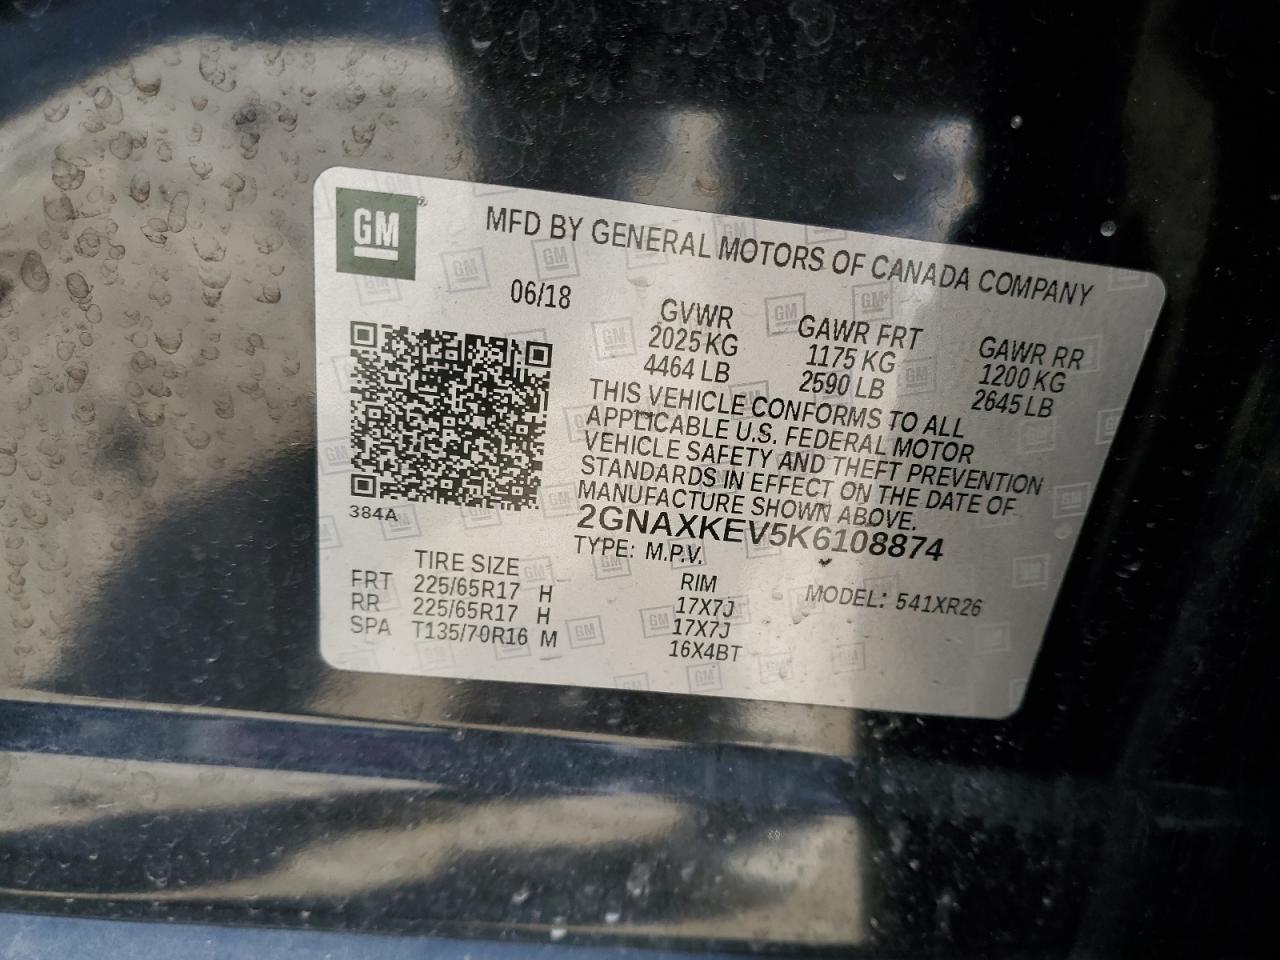 GM
MFD BY GENERAL MOTORS OF CANADA COMPANY
06/18
GVWR GAWR FRT GAWR RR
2025 KG 1175 KG 1200 KG
4464 LB 2590 LB 2645 LB
THIS VEHICLE CONFORMS TO ALL
APPLICABLE U.S. FEDERAL MOTOR
VEHICLE SAFETY AND THEFT PREVENTION
STANDARDS IN EFFECT ON THE DATE OF
MANUFACTURE SHOWN ABOVE.
384A
2GNAXKEV5K6108874
TYPE: M.P.V. MODEL: 541XR26
TIRE SIZE RIM
FRT 225/65R17 H 17X7J
RR 225/65R17 H 17X7J
SPA T135/70R16 M 16X4BT